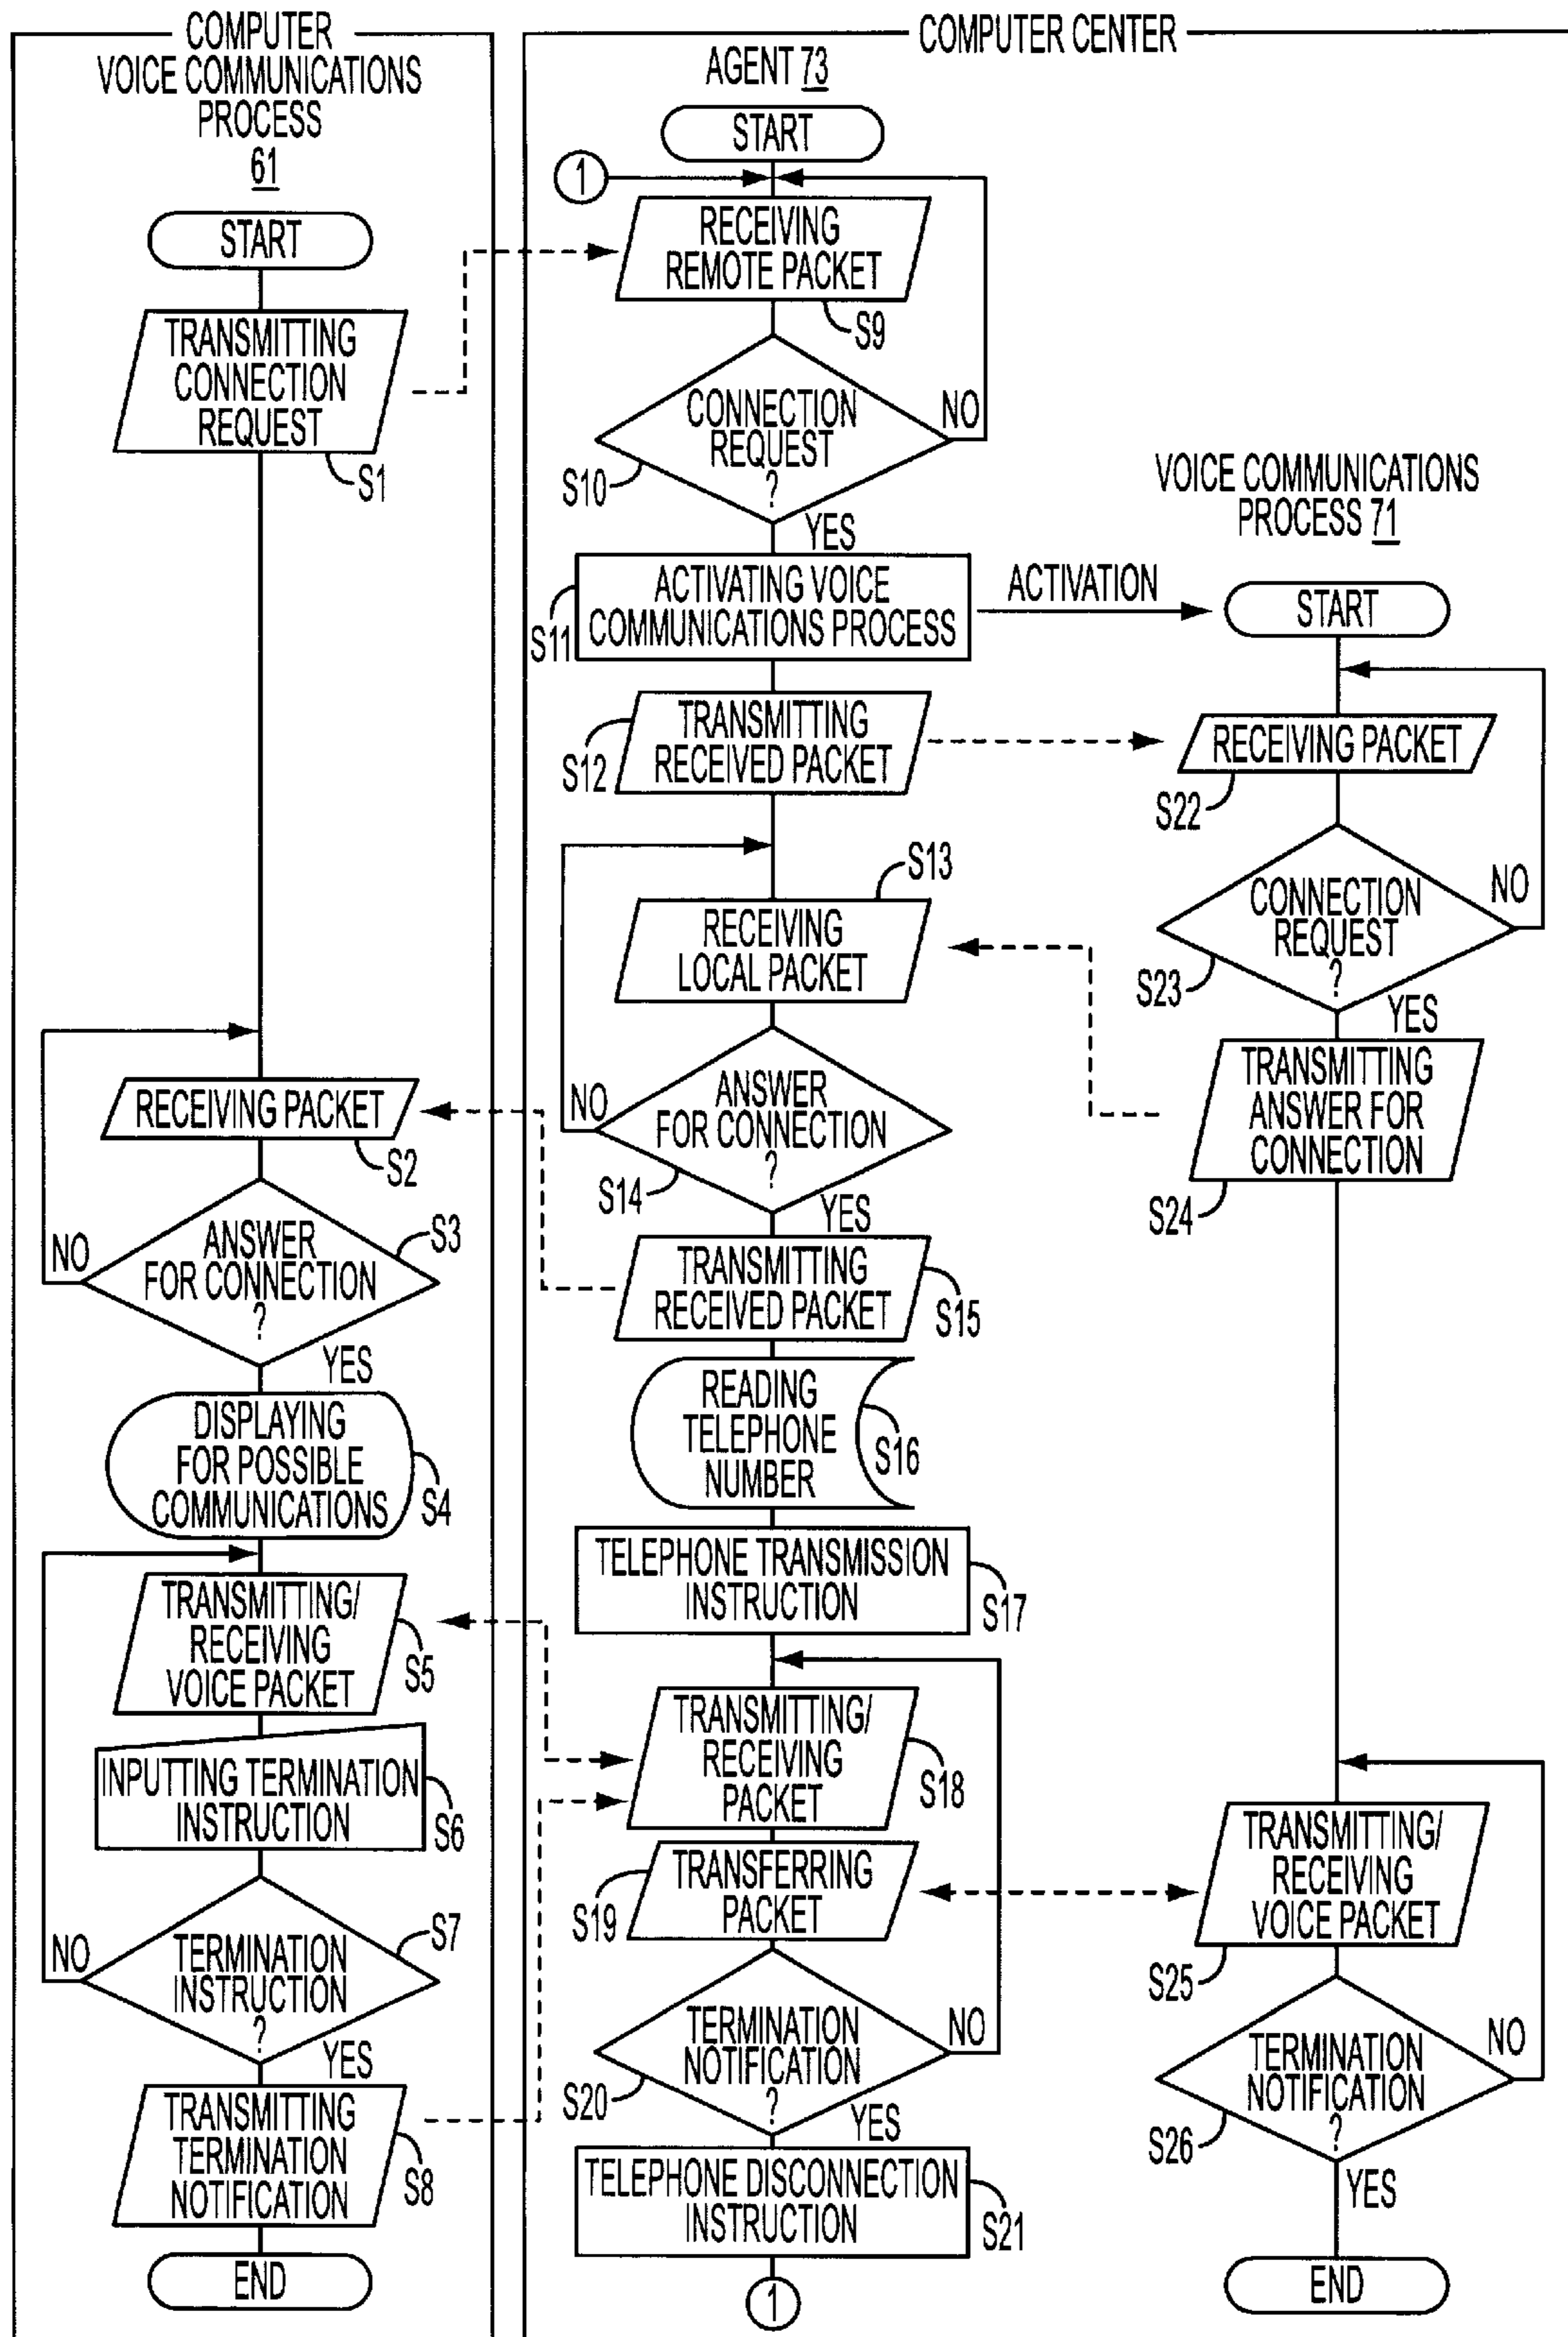 COMPUTER
VOICE COMMUNICATIONS
PROCESS
61
START
TRANSMITTING
CONNECTION
REQUEST
S1
RECEIVING PACKET
S2
ANSWER
FOR CONNECTION
?
S3
NO
YES
DISPLAYING
FOR POSSIBLE
COMMUNICATIONS
S4
TRANSMITTING/
RECEIVING
VOICE PACKET
S5
INPUTTING TERMINATION
INSTRUCTION
S6
TERMINATION
INSTRUCTION
?
S7
NO
YES
TRANSMITTING
TERMINATION
NOTIFICATION
S8
END
COMPUTER CENTER
AGENT 73
START
1
RECEIVING
REMOTE PACKET
S9
CONNECTION
REQUEST
?
NO
S10
YES
ACTIVATING VOICE
COMMUNICATIONS PROCESS
S11
ACTIVATION
TRANSMITTING
RECEIVED PACKET
S12
S13
RECEIVING
LOCAL PACKET
ANSWER
FOR CONNECTION
?
NO
S14
YES
TRANSMITTING
RECEIVED PACKET
S15
READING
TELEPHONE
NUMBER
S16
TELEPHONE TRANSMISSION
INSTRUCTION
S17
TRANSMITTING/
RECEIVING
PACKET
S18
TRANSFERRING
PACKET
S19
TERMINATION
NOTIFICATION
?
NO
S20
YES
TELEPHONE DISCONNECTION
INSTRUCTION
S21
1
VOICE COMMUNICATIONS
PROCESS 71
START
RECEIVING PACKET
S22
CONNECTION
REQUEST
?
NO
S23
YES
TRANSMITTING
ANSWER FOR
CONNECTION
S24
TRANSMITTING/
RECEIVING
VOICE PACKET
S25
TERMINATION
NOTIFICATION
?
NO
S26
YES
END